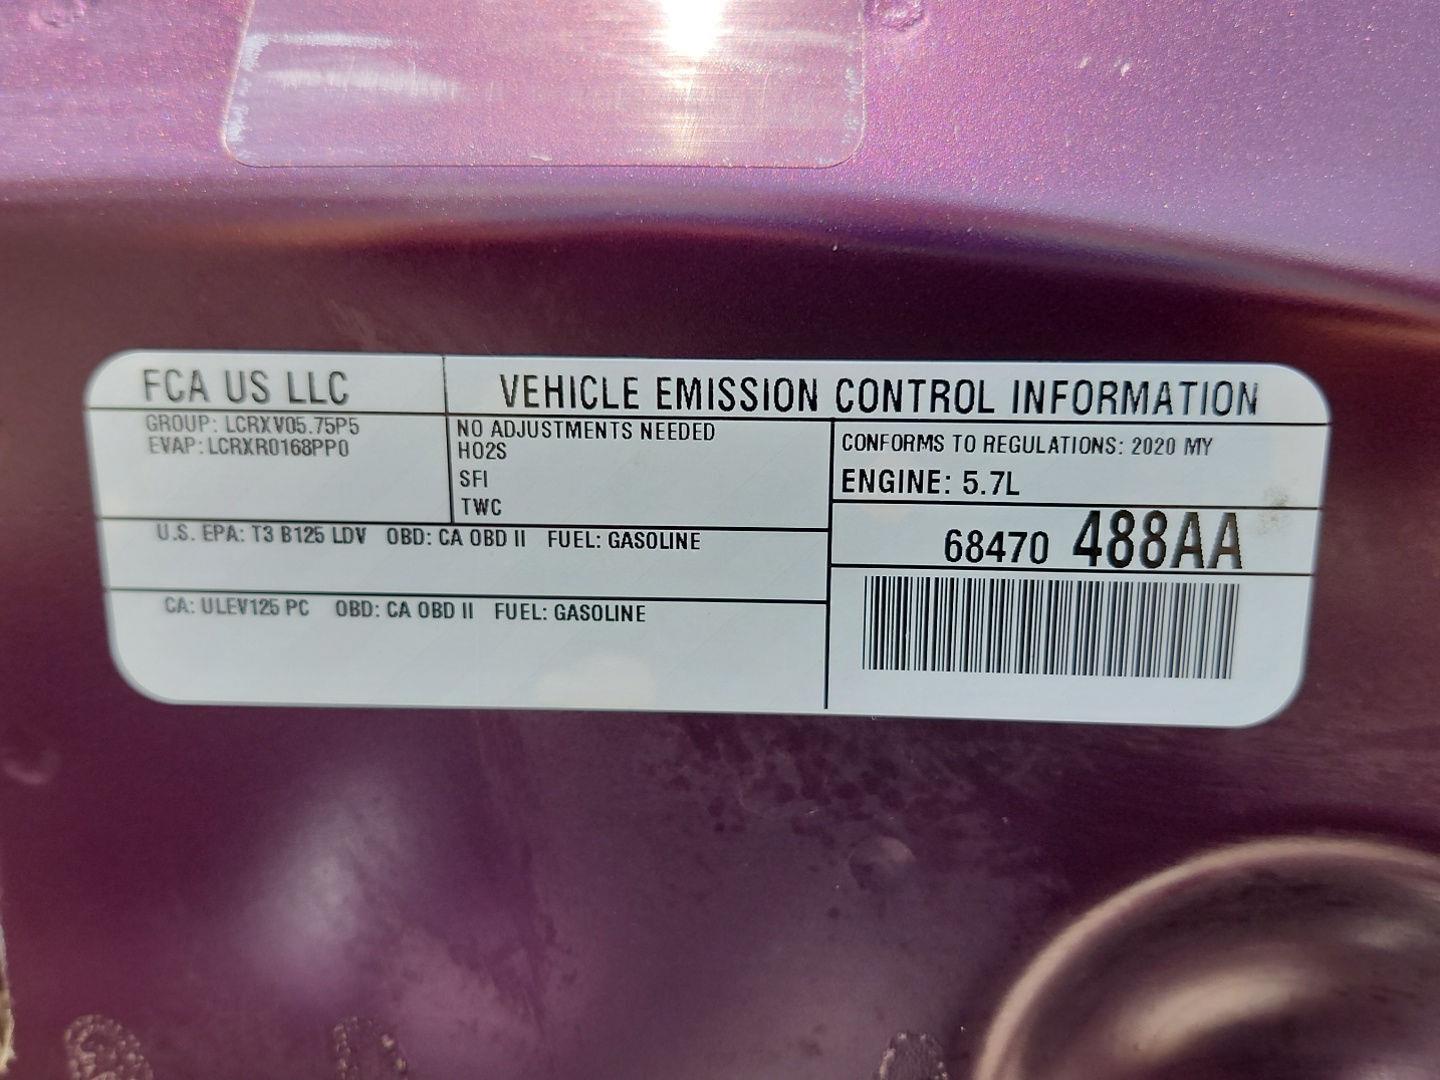 FCA US LLC
VEHICLE EMISSION CONTROL INFORMATION
GROUP: LCRXV05.75P5
EVAP: LCRXR0168PP0
NO ADJUSTMENTS NEEDED
HO2S
SFI
TWC
CONFORMS TO REGULATIONS: 2020 MY
ENGINE: 5.7L
68470 488AA
U.S. EPA: T3 B125 LDV OBD: CA OBD II FUEL: GASOLINE
CA: ULEV125 PC OBD: CA OBD II FUEL: GASOLINE